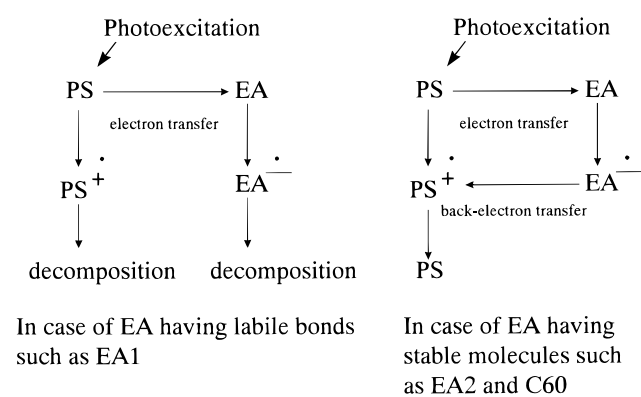 Photoexcitation
PS EA
electron transfer
PS+• EA—•
decomposition decomposition
In case of EA having labile bonds
such as EA1
Photoexcitation
PS EA
electron transfer
PS+• EA—•
back-electron transfer
PS
In case of EA having
stable molecules such
as EA2 and C60